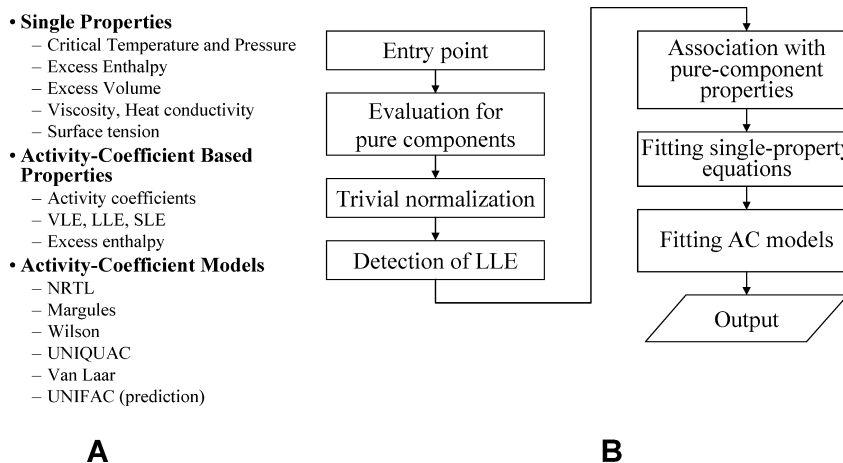 • Single Properties
– Critical Temperature and Pressure
– Excess Enthalpy
– Excess Volume
– Viscosity, Heat conductivity
– Surface tension
• Activity-Coefficient Based
Properties
– Activity coefficients
– VLE, LLE, SLE
– Excess enthalpy
• Activity-Coefficient Models
– NRTL
– Margules
– Wilson
– UNIQUAC
– Van Laar
– UNIFAC (prediction)
A
Entry point
Evaluation for
pure components
Trivial normalization
Detection of LLE
Association with
pure-component
properties
Fitting single-property
equations
Fitting AC models
Output
B